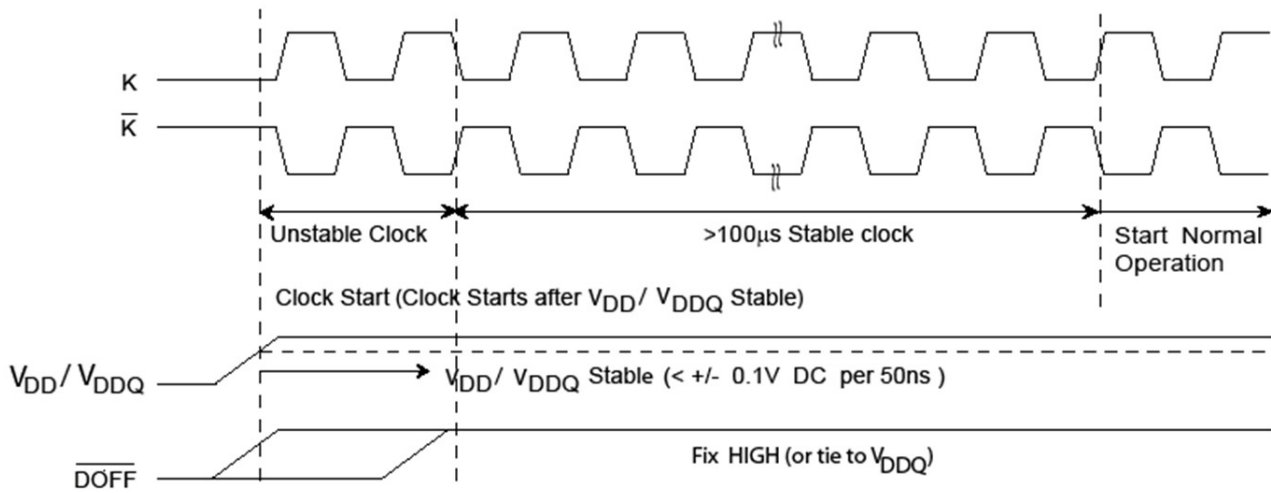 K
K̅
Unstable Clock
>100μs Stable clock
Start Normal
Operation
Clock Start (Clock Starts after VDD/ VDDQ Stable)
VDD/ VDDQ
VDD/ VDDQ Stable (< +/- 0.1V DC per 50ns )
D̅O̅F̅F̅
Fix HIGH (or tie to VDDQ)